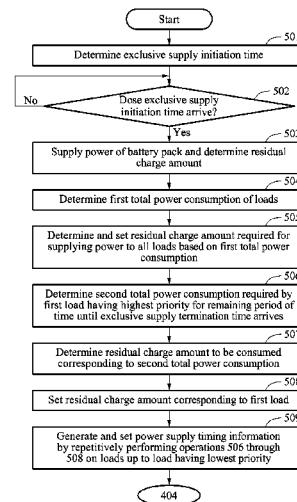 Start
501
Determine exclusive supply initiation time
502
Dose exclusive supply
initiation time arrive?
No
Yes
503
Supply power of battery pack and determine residual
charge amount
504
Determine first total power consumption of loads
505
Determine and set residual charge amount required for
supplying power to all loads based on first total power
consumption
506
Determine second total power consumption required by
first load having highest priority for remaining period of
time until exclusive supply termination time arrives
507
Determine residual charge amount to be consumed
corresponding to second total power consumption
508
Set residual charge amount corresponding to first load
509
Generate and set power supply timing information
by repetitively performing operations 506 through
508 on loads up to load having lowest priority
404